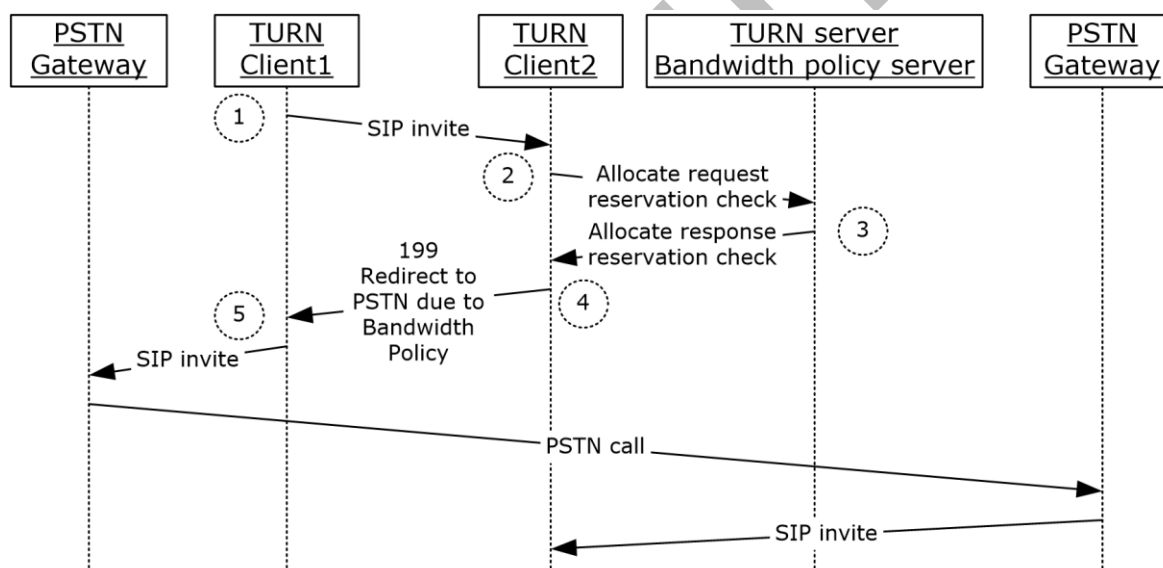 PSTN
Gateway
TURN
Client1
TURN
Client2
TURN server
Bandwidth policy server
PSTN
Gateway
1
SIP invite
2
Allocate request
reservation check
3
Allocate response
reservation check
199
Redirect to
PSTN due to
Bandwidth
Policy
4
5
SIP invite
PSTN call
SIP invite